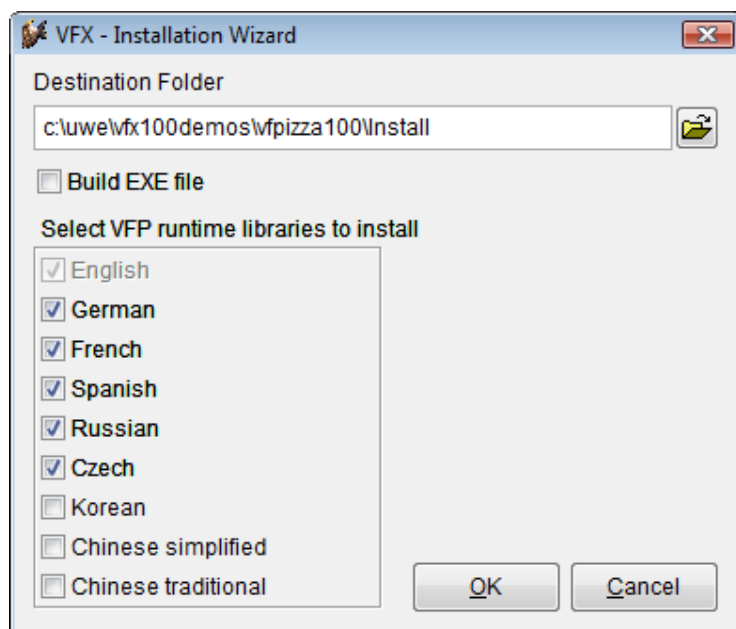 VFX - Installation Wizard
Destination Folder
c:\uwe\vfx100demos\vfpizza100\Install
Build EXE file
Select VFP runtime libraries to install
English
German
French
Spanish
Russian
Czech
Korean
Chinese simplified
Chinese traditional
OK
Cancel